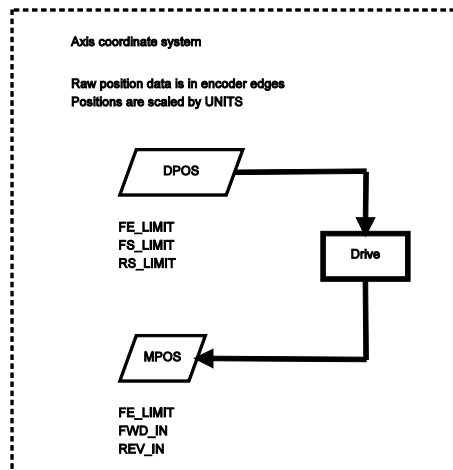 Axis coordinate system
Raw position data is in encoder edges
Positions are scaled by UNITS
DPOS
FE_LIMIT
FS_LIMIT
RS_LIMIT
Drive
MPOS
FE_LIMIT
FWD_IN
REV_IN